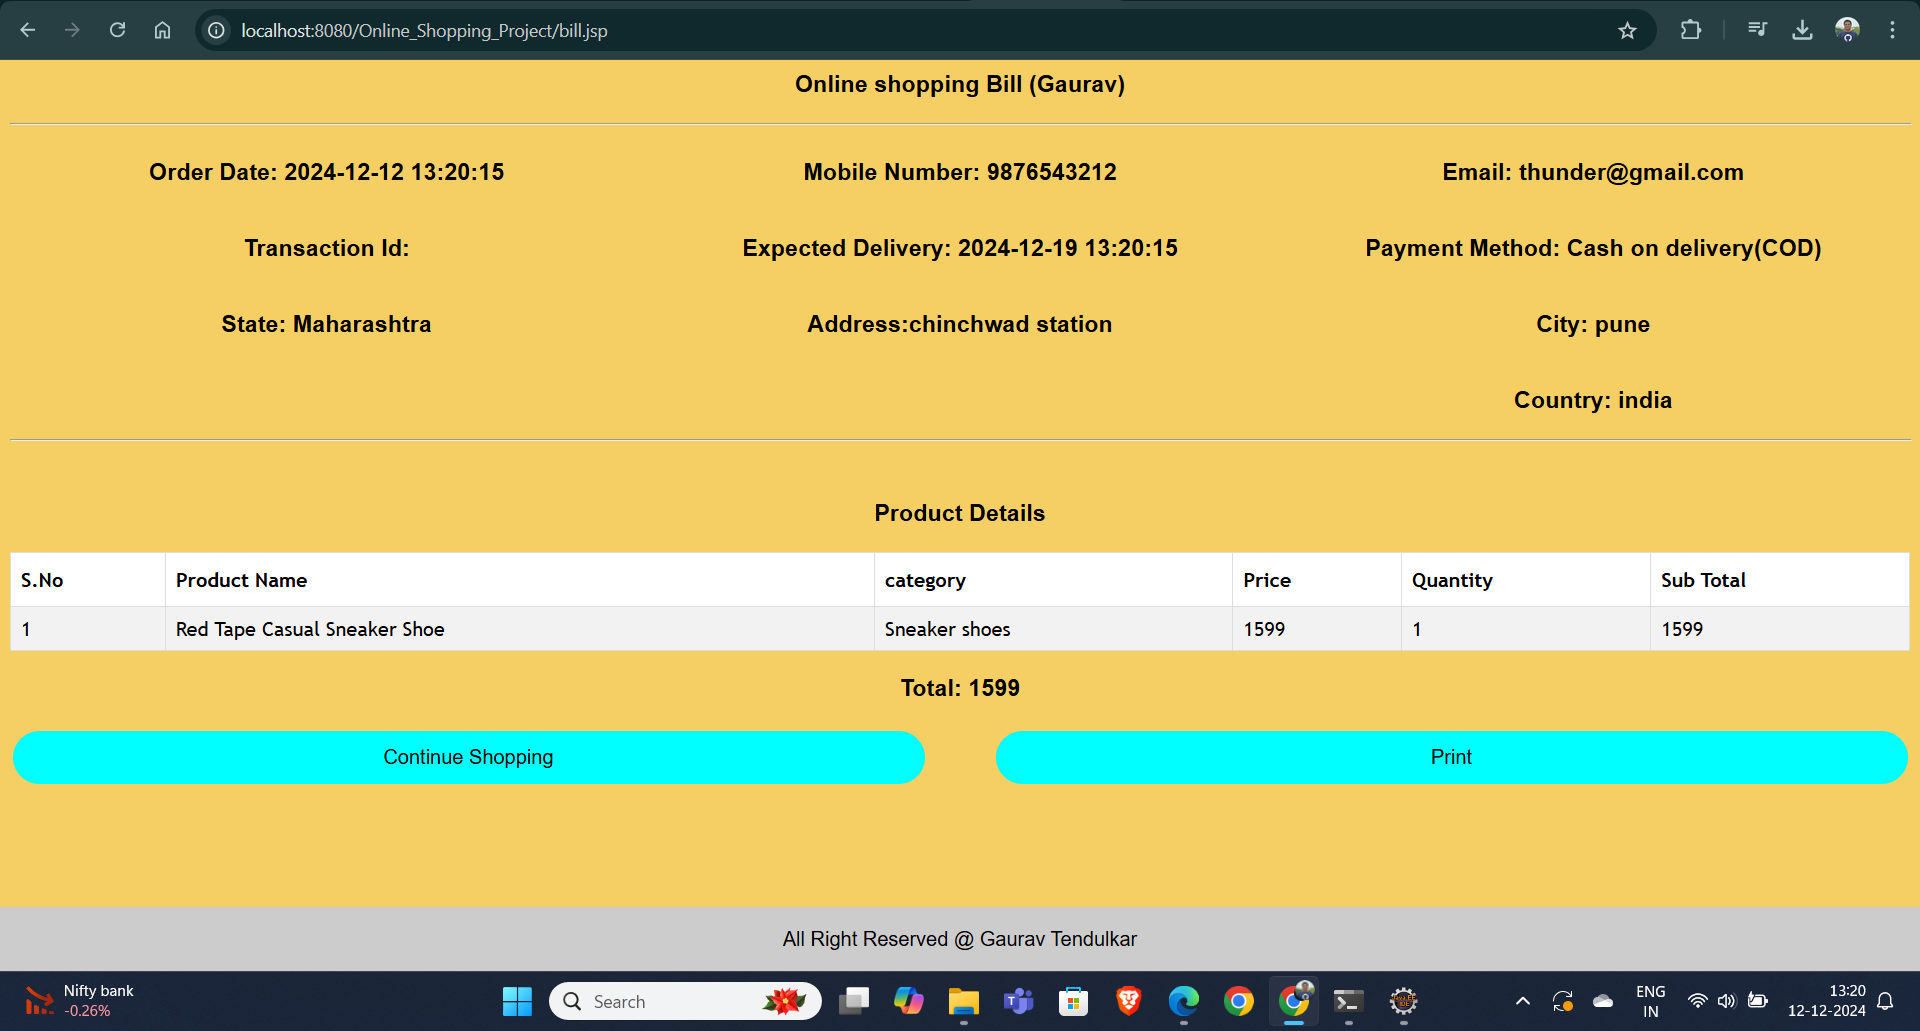 localhost:8080/Online_Shopping_Project/bill.jsp
Online shopping Bill (Gaurav)
Order Date: 2024-12-12 13:20:15
Mobile Number: 9876543212
Email: thunder@gmail.com
Transaction Id:
Expected Delivery: 2024-12-19 13:20:15
Payment Method: Cash on delivery(COD)
State: Maharashtra
Address:chinchwad station
City: pune
Country: india
Product Details
S.No Product Name category Price Quantity Sub Total
1 Red Tape Casual Sneaker Shoe Sneaker shoes 1599 1 1599
Total: 1599
Continue Shopping
Print
All Right Reserved @ Gaurav Tendulkar
Nifty bank
-0.26%
Search
ENG
IN
13:20
12-12-2024